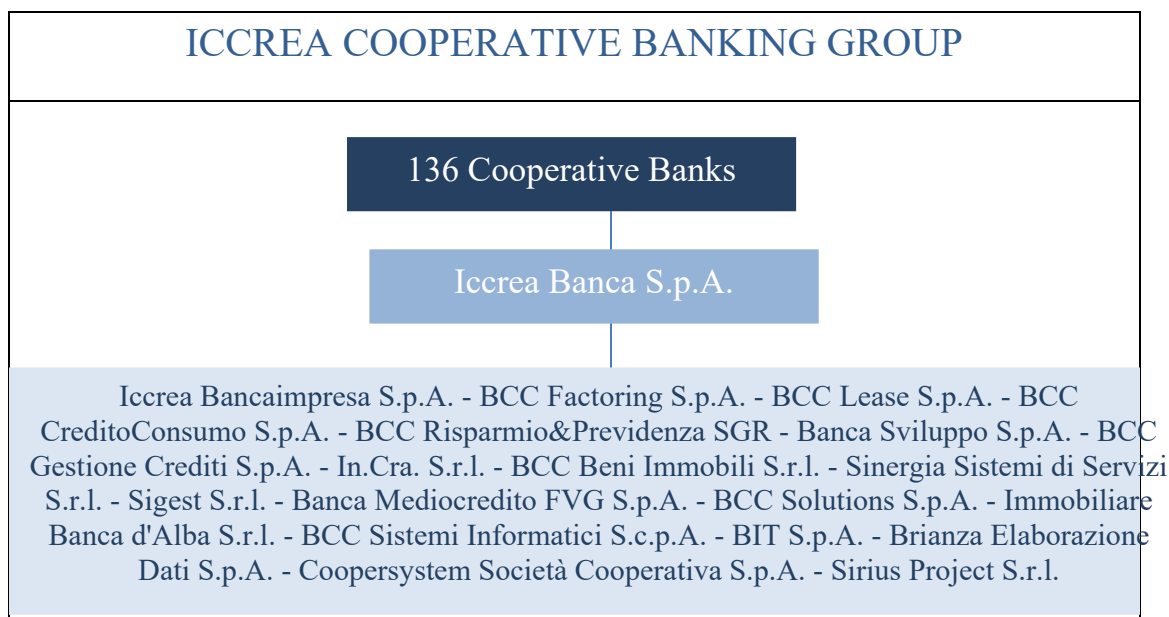 ICCREA COOPERATIVE BANKING GROUP
136 Cooperative Banks
Iccrea Banca S.p.A.
Iccrea Bancaimpresa S.p.A. - BCC Factoring S.p.A. - BCC Lease S.p.A. - BCC
CreditoConsumo S.p.A. - BCC Risparmio&Previdenza SGR - Banca Sviluppo S.p.A. - BCC
Gestione Crediti S.p.A. - In.Cra. S.r.l. - BCC Beni Immobili S.r.l. - Sinergia Sistemi di Servizi
S.r.l. - Sigest S.r.l. - Banca Mediocredito FVG S.p.A. - BCC Solutions S.p.A. - Immobiliare
Banca d'Alba S.r.l. - BCC Sistemi Informatici S.c.p.A. - BIT S.p.A. - Brianza Elaborazione
Dati S.p.A. - Coopersystem Società Cooperativa S.p.A. - Sirius Project S.r.l.